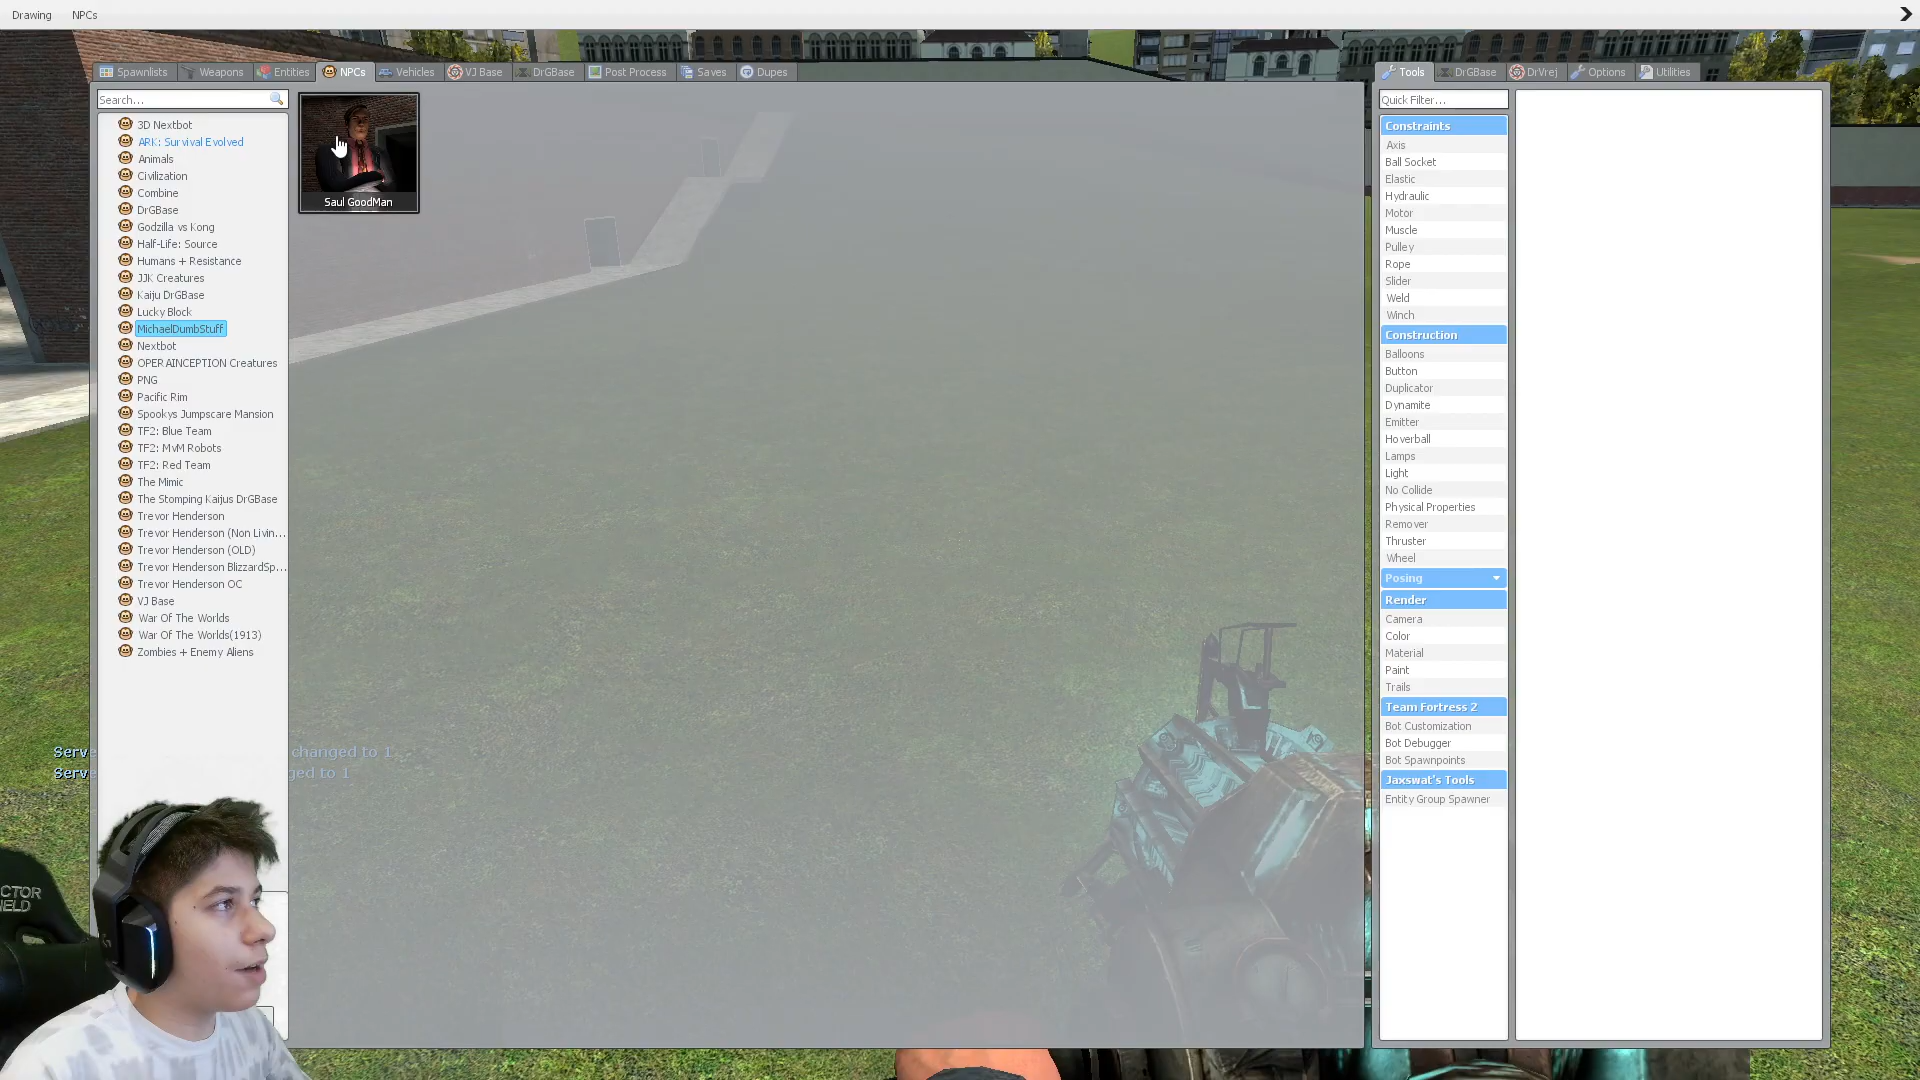 Drawing NPCs
Spawnlists Weapons Entities NPCs Vehicles VJ Base DrGBase Post Process Saves Dupes
Tools DrGBase DrVrej Options Utilities
Search...
3D Nextbot
ARK: Survival Evolved
Animals
Civilization
Combine
DrGBase
Godzilla vs Kong
Half-Life: Source
Humans + Resistance
JJK Creatures
Kaiju DrGBase
Lucky Block
MichaelDumbStuff
Nextbot
OPERAINCEPTION Creatures
PNG
Pacific Rim
Spookys Jumpscare Mansion
TF2: Blue Team
TF2: MvM Robots
TF2: Red Team
The Mimic
The Stomping Kaijus DrGBase
Trevor Henderson
Trevor Henderson (Non Livin...
Trevor Henderson (OLD)
Trevor Henderson BlizzardSp...
Trevor Henderson OC
VJ Base
War Of The Worlds
War Of The Worlds(1913)
Zombies + Enemy Aliens
Saul GoodMan
Serve changed to 1
Serve ged to 1
Quick Filter...
Constraints
Axis
Ball Socket
Elastic
Hydraulic
Motor
Muscle
Pulley
Rope
Slider
Weld
Winch
Construction
Balloons
Button
Duplicator
Dynamite
Emitter
Hoverball
Lamps
Light
No Collide
Physical Properties
Remover
Thruster
Wheel
Posing
Render
Camera
Color
Material
Paint
Trails
Team Fortress 2
Bot Customization
Bot Debugger
Bot Spawnpoints
Jaxswat's Tools
Entity Group Spawner